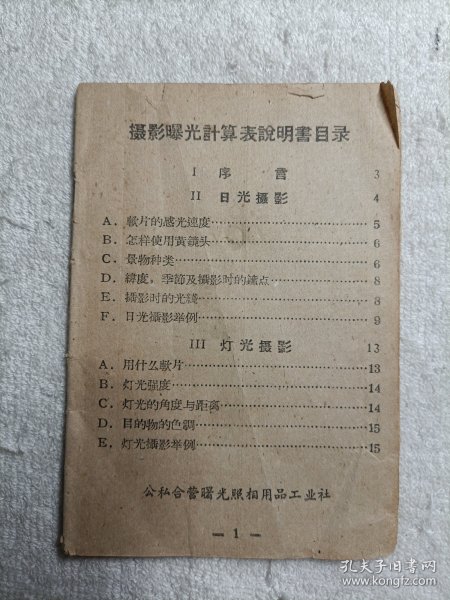 摄影曝光計算表說明書目录
I 序 言 3
II 日光摄影 4
A. 軟片的感光速度 5
B. 怎样使用黃鏡头 6
C. 景物种类 6
D. 緯度，季節及攝影时的鐘点 8
E. 攝影时的光綫 8
F. 日光攝影举例 9
III 灯光摄影 13
A. 用什么軟片 13
B. 灯光强度 14
C. 灯光的角度与距离 14
D. 目的物的色調 15
E. 灯光攝影举例 15
公私合营曙光照相用品工业社
— 1 —
孔夫子旧书网
www.kongfz.com